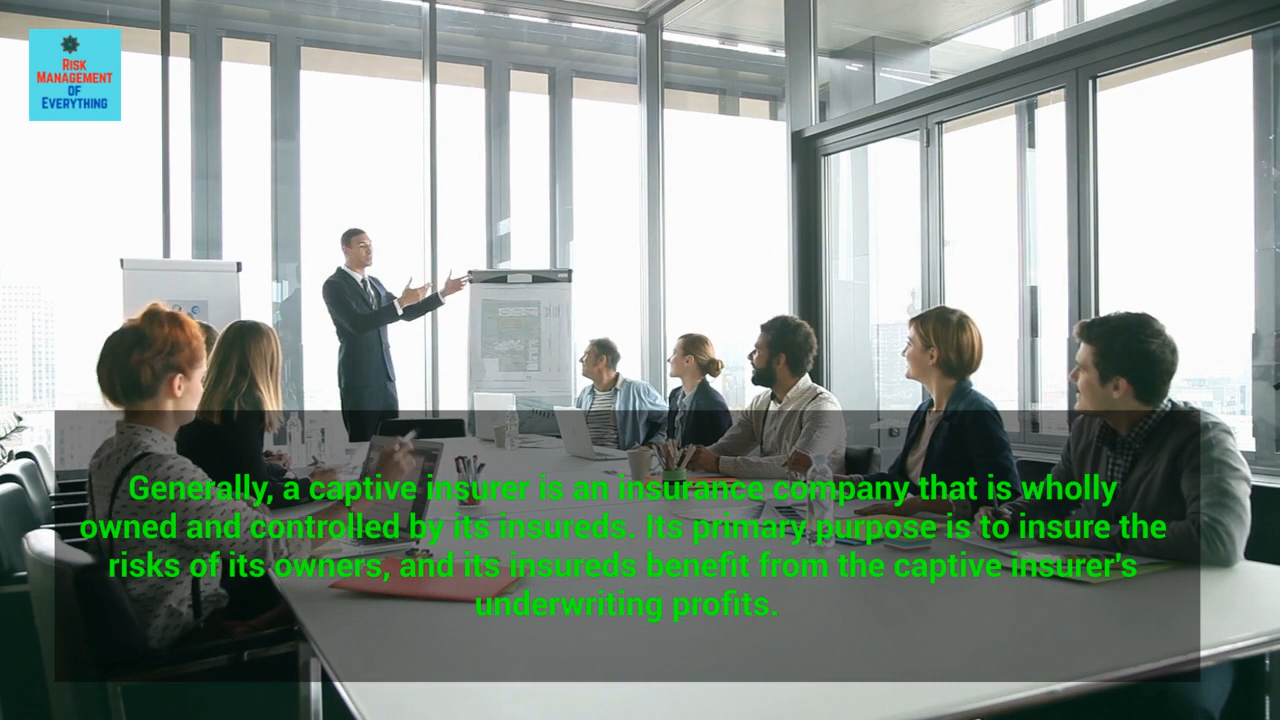 RISK
MANAGEMENT
OF
EVERYTHING
Generally, a captive insurer is an insurance company that is wholly
owned and controlled by its insureds. Its primary purpose is to insure the
risks of its owners, and its insureds benefit from the captive insurer's
underwriting profits.